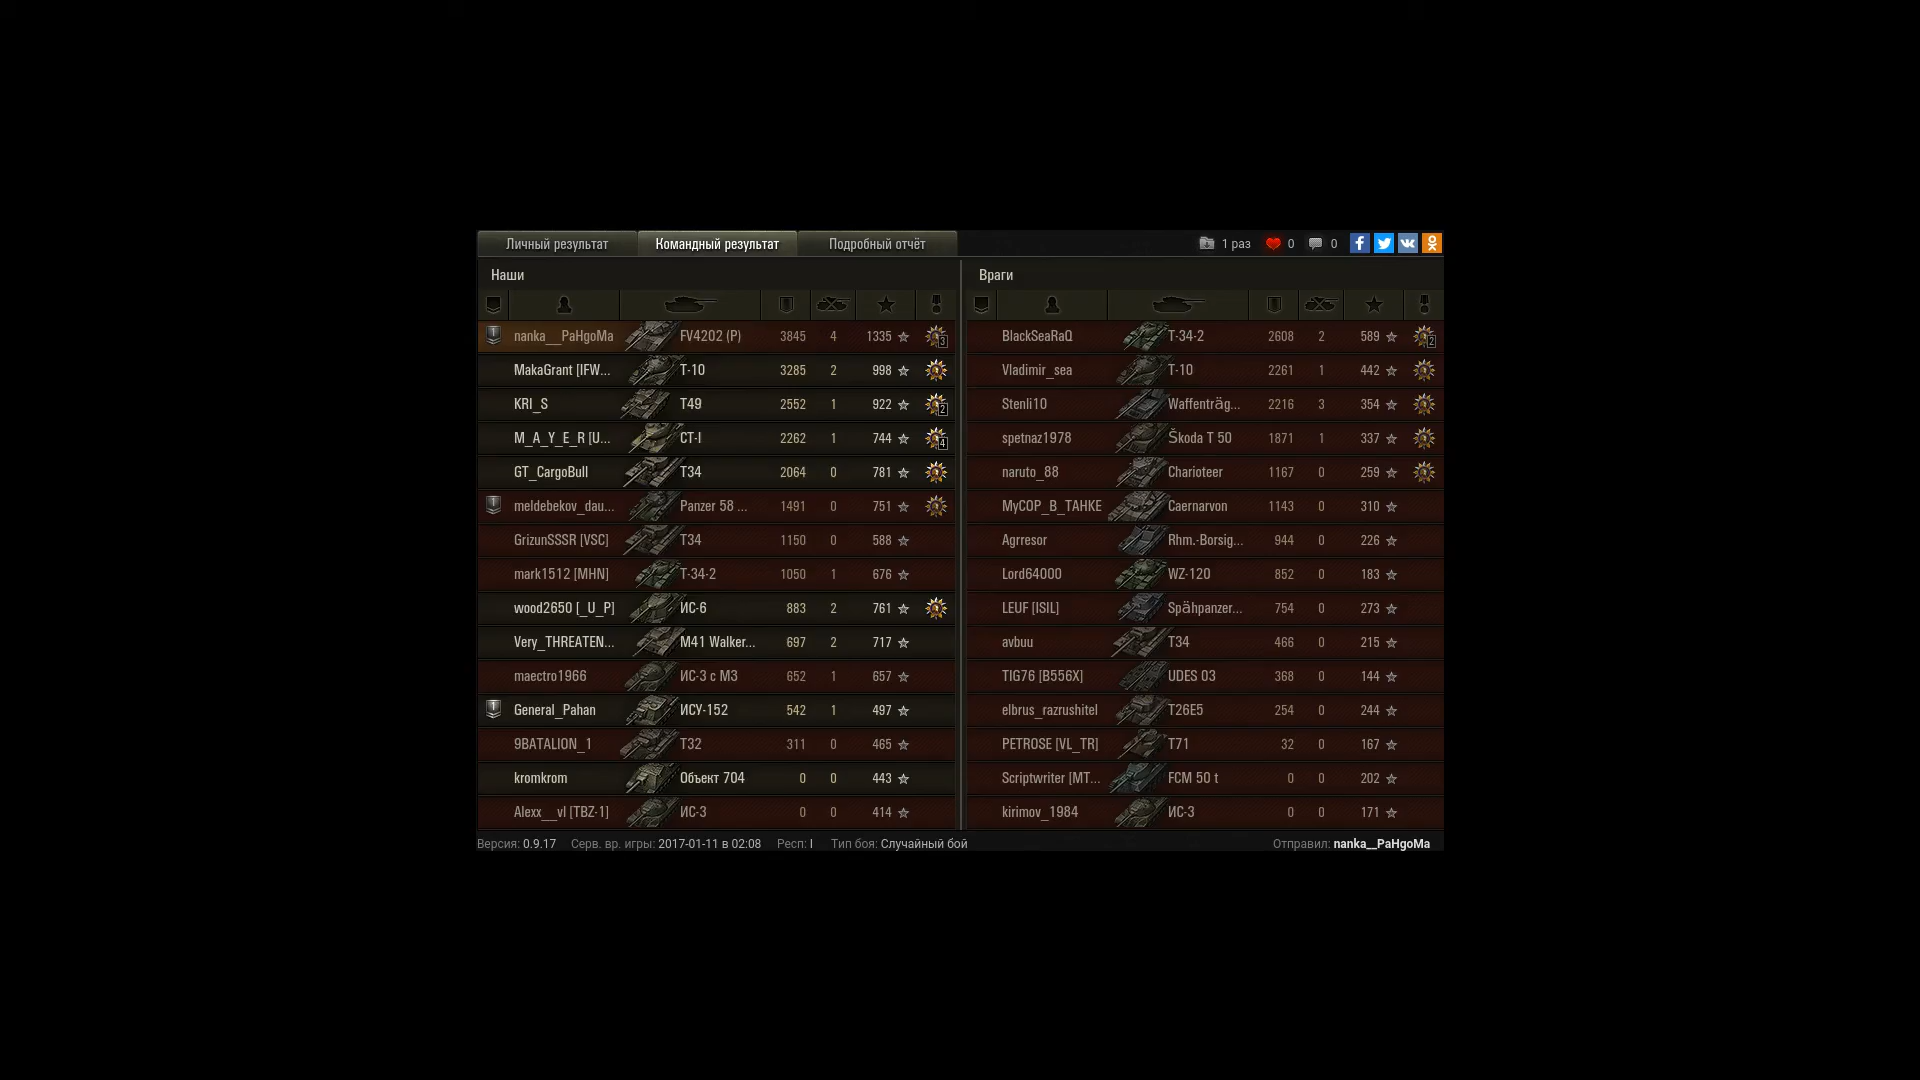 Личный результат Командный результат Подробный отчёт 1 раз 0 0
Наши Враги
nanka__PaHgoMa FV4202 (P) 3845 4 1335 3 BlackSeaRaQ T-34-2 2608 2 589 2
MakaGrant [IFW... Т-10 3285 2 998 Vladimir_sea Т-10 2261 1 442
KRI_S T49 2552 1 922 2 Stenli10 Waffenträg... 2216 3 354
M_A_Y_E_R [U... СТ-I 2262 1 744 4 spetnaz1978 Škoda T 50 1871 1 337
GT_CargoBull T34 2064 0 781 naruto_88 Charioteer 1167 0 259
meldebekov_dau... Panzer 58 ... 1491 0 751 MyCOP_B_TAHKE Caernarvon 1143 0 310
GrizunSSSR [VSC] T34 1150 0 588 Agrresor Rhm.-Borsig... 944 0 226
mark1512 [MHN] T-34-2 1050 1 676 Lord64000 WZ-120 852 0 183
wood2650 [_U_P] ИС-6 883 2 761 LEUF [ISIL] Spähpanzer... 754 0 273
Very_THREATEN... M41 Walker... 697 2 717 avbuu T34 466 0 215
maectro1966 ИС-3 с МЗ 652 1 657 TIG76 [B556X] UDES 03 368 0 144
General_Pahan ИСУ-152 542 1 497 elbrus_razrushitel T26E5 254 0 244
9BATALION_1 T32 311 0 465 PETROSE [VL_TR] T71 32 0 167
kromkrom Объект 704 0 0 443 Scriptwriter [MT... FCM 50 t 0 0 202
Alexx__vl [TBZ-1] ИС-3 0 0 414 kirimov_1984 ИС-3 0 0 171
Версия: 0.9.17 Серв. вр. игры: 2017-01-11 в 02:08 Респ: I Тип боя: Случайный бой Отправил: nanka__PaHgoMa